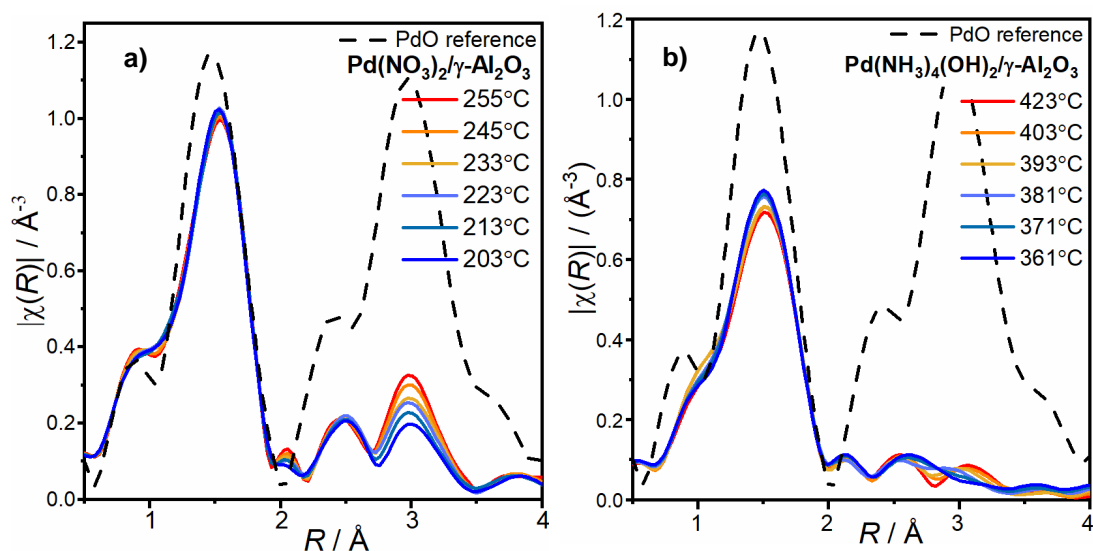 a)
PdO reference
Pd(NO₃)₂/γ-Al₂O₃
255°C
245°C
233°C
223°C
213°C
203°C
|χ(R)| / Å⁻³
1.2
1.0
0.8
0.6
0.4
0.2
0.0
1
2
3
4
R / Å
b)
PdO reference
Pd(NH₃)₄(OH)₂/γ-Al₂O₃
423°C
403°C
393°C
381°C
371°C
361°C
|χ(R)| / (Å⁻³)
1.2
1.0
0.8
0.6
0.4
0.2
0.0
1
2
3
4
R / Å